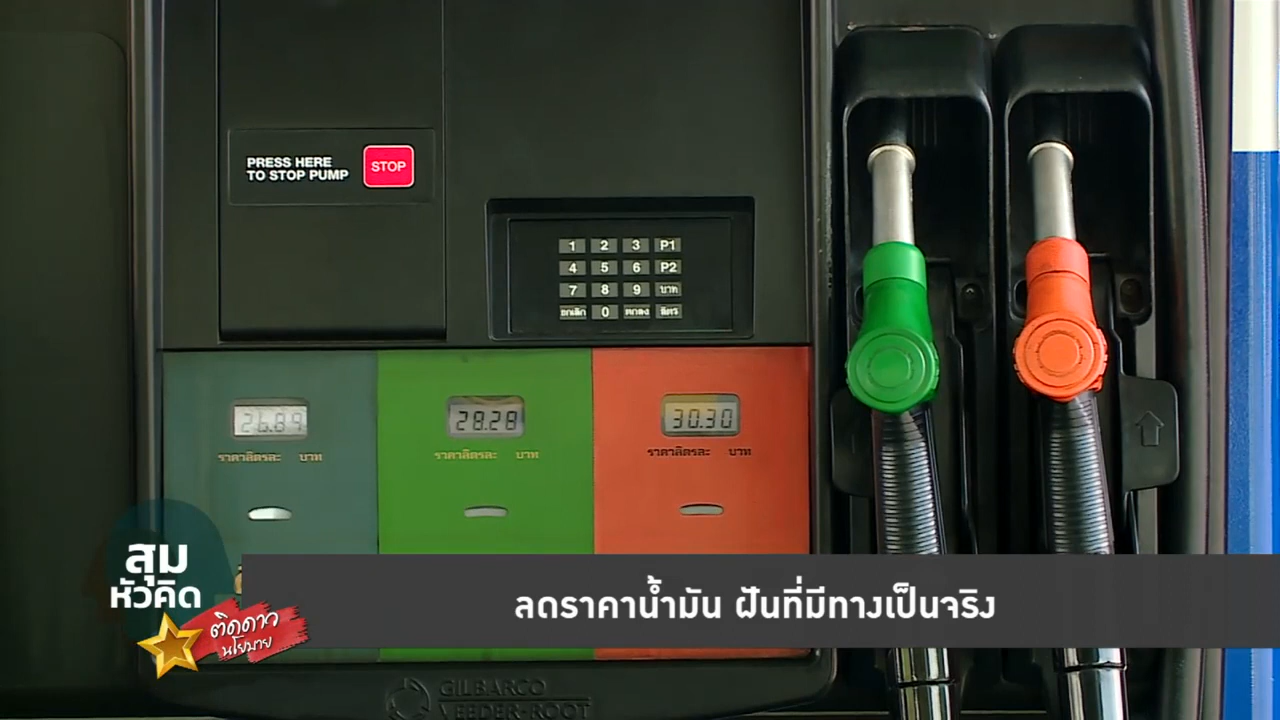 PRESS HERE
TO STOP PUMP
STOP
1 2 3 P1
4 5 6 P2
7 8 9 บาท
ยกเลิก 0 ตกลง ลิตร
26.89 28.28 30.30
ราคาลิตรละ บาท ราคาลิตรละ บาท ราคาลิตรละ บาท
สุม
หัวคิด
ติดดาว
นโยบาย
ลดราคาน้ำมัน ฝันที่มีทางเป็นจริง
GILBARCO
VEEDER-ROOT